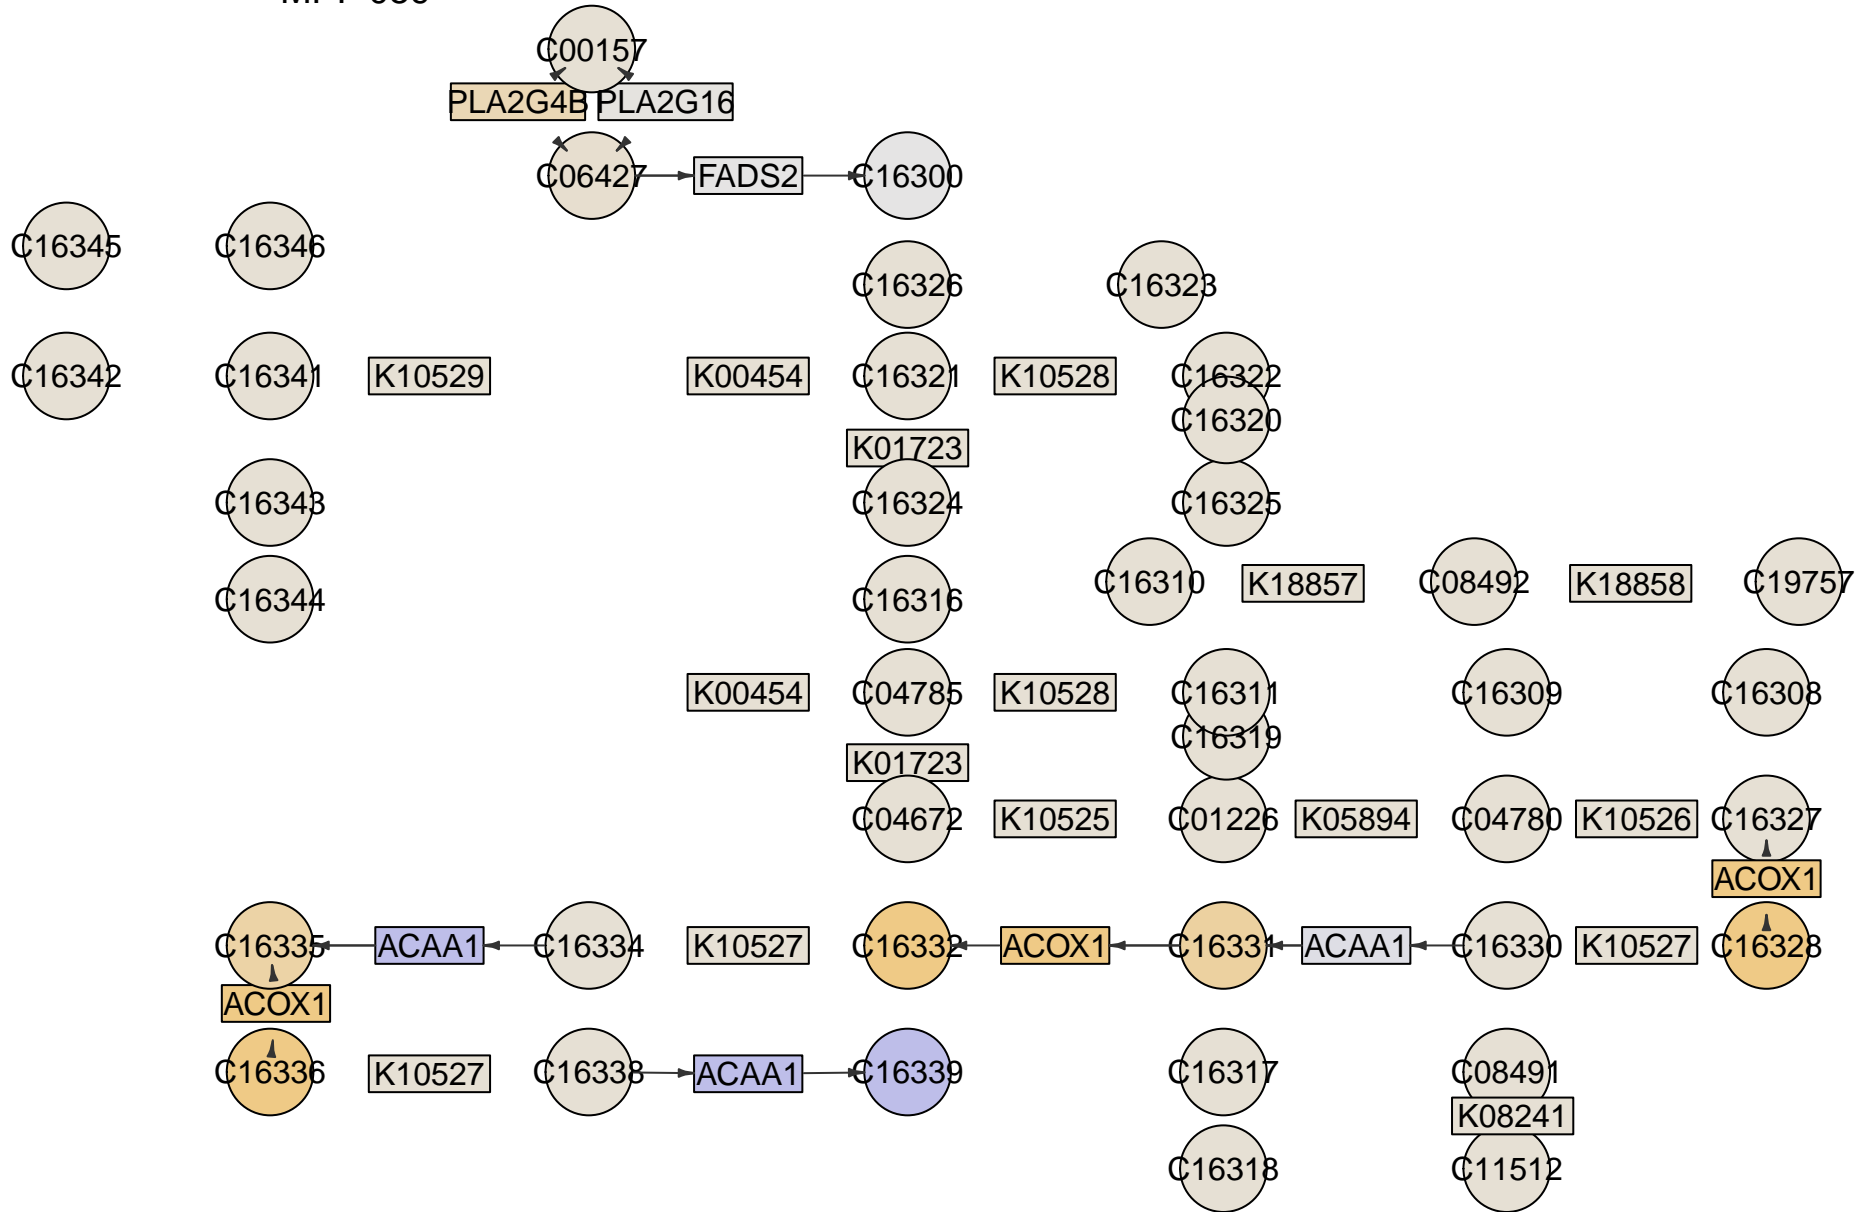 C00157
PLA2G4B PLA2G16
C06427 FADS2 C16300
C16345 C16346
C16326 C16323
C16342 C16341 K10529 K00454 C16321 K10528 C16322
C16320
K01723
C16343 C16324 C16325
C16310 K18857 C08492 K18858 C19757
C16344 C16316
K00454 C04785 K10528 C16311 C16309 C16308
C16319
K01723
C04672 K10525 C01226 K05894 C04780 K10526 C16327
ACOX1
C16335 ACAA1 C16334 K10527 C16332 ACOX1 C16331 ACAA1 C16330 K10527 C16328
ACOX1
C16336 K10527 C16338 ACAA1 C16339 C16317 C08491
K08241
C16318 C11512